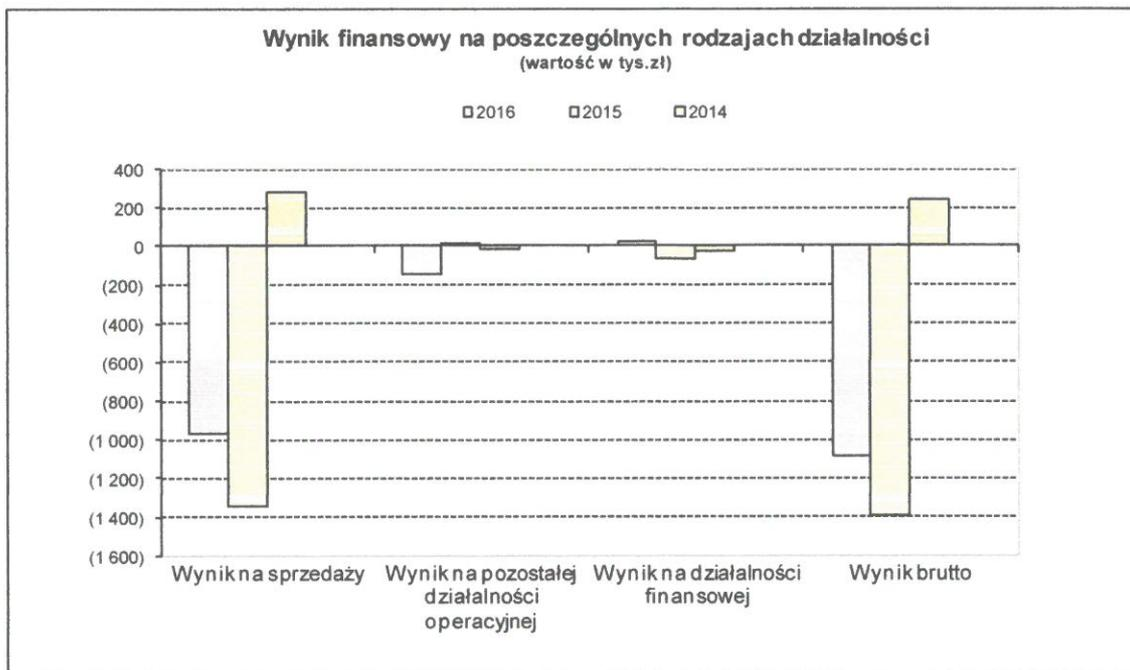 Wynik finansowy na poszczególnych rodzajach działalności
(wartość w tys.zł)
2016 2015 2014
400
200
0
(200)
(400)
(600)
(800)
(1 000)
(1 200)
(1 400)
(1 600)
Wynik na sprzedaży Wynik na pozostałej działalności operacyjnej Wynik na działalności finansowej Wynik brutto